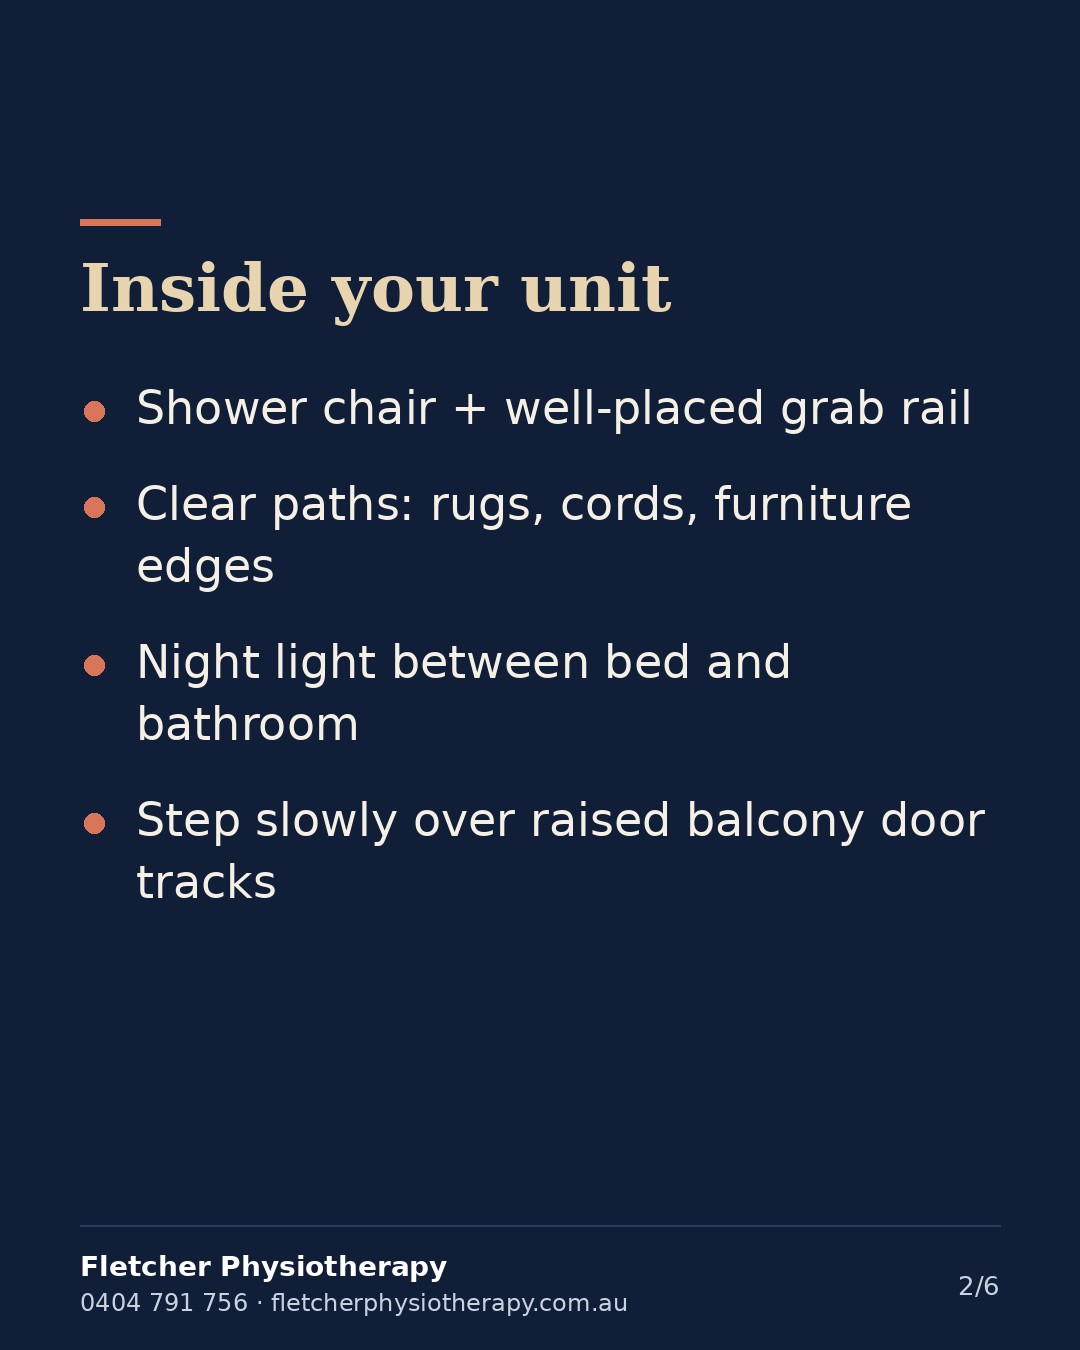 Inside your unit
Shower chair + well-placed grab rail
Clear paths: rugs, cords, furniture
edges
Night light between bed and
bathroom
Step slowly over raised balcony door
tracks
Fletcher Physiotherapy
0404 791 756 · fletcherphysiotherapy.com.au
2/6